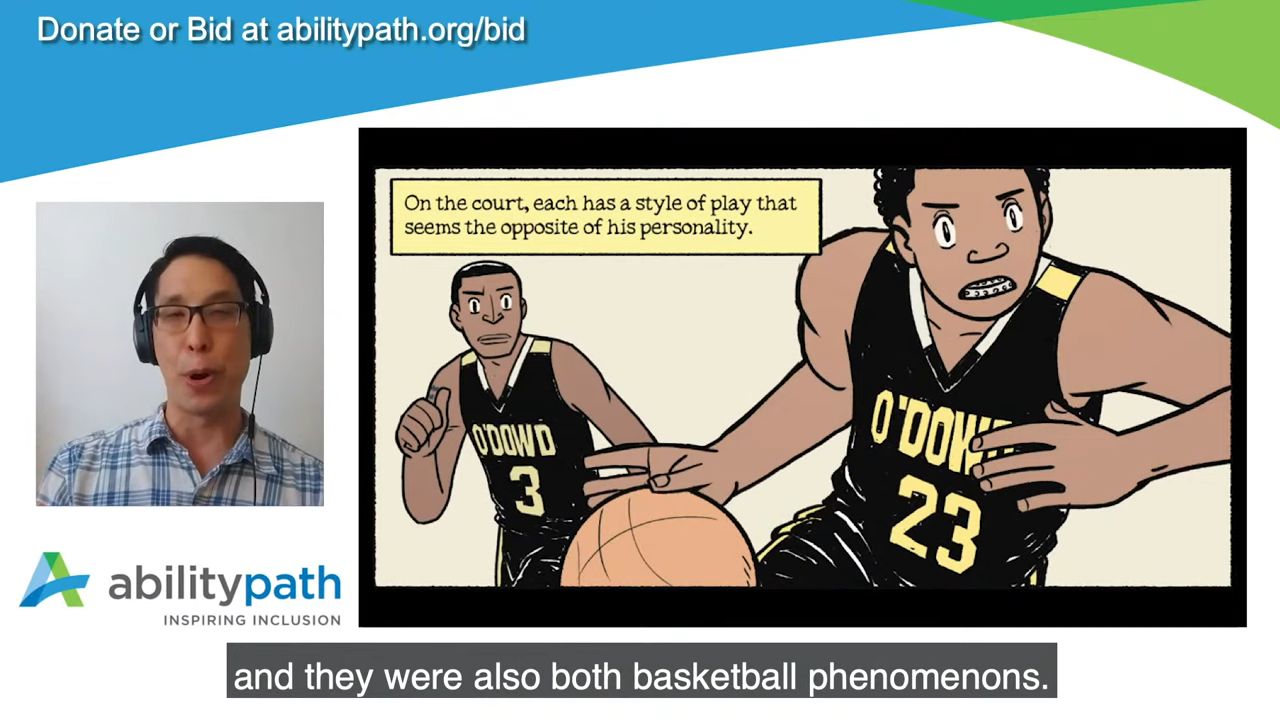 Donate or Bid at abilitypath.org/bid
On the court, each has a style of play that
seems the opposite of his personality.
O'DOWD
3
O'DOW
23
abilitypath
INSPIRING INCLUSION
and they were also both basketball phenomenons.